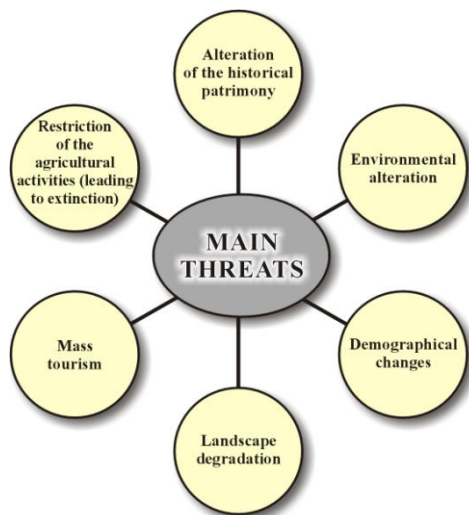 Alteration
of the historical
patrimony
Restriction
of the
agricultural
activities (leading
to extinction)
Environmental
alteration
MAIN
THREATS
Mass
tourism
Demographical
changes
Landscape
degradation